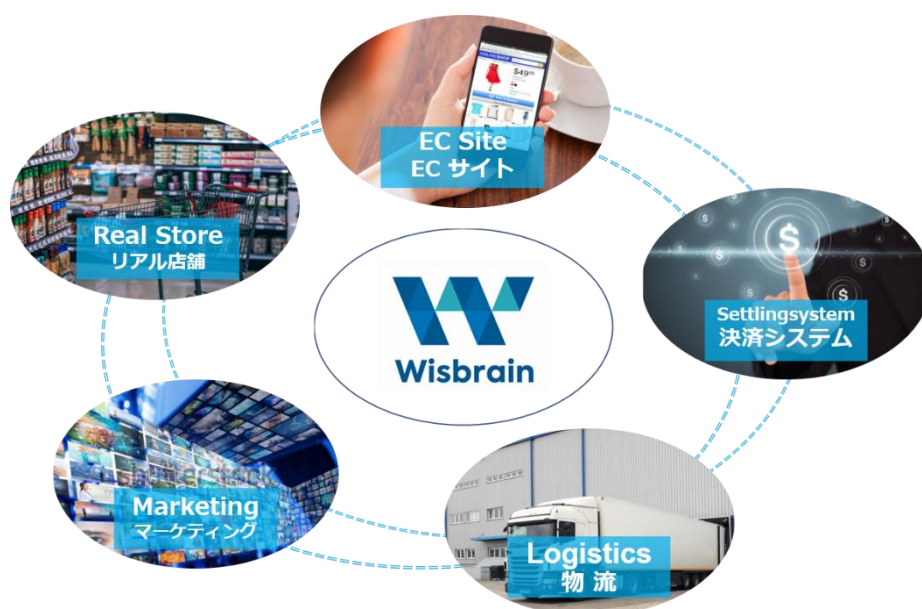 EC Site
EC サイト
$49
Real Store
リアル店舗
Settlingsystem
決済システム
Wisbrain
Marketing
マーケティング
Logistics
物 流